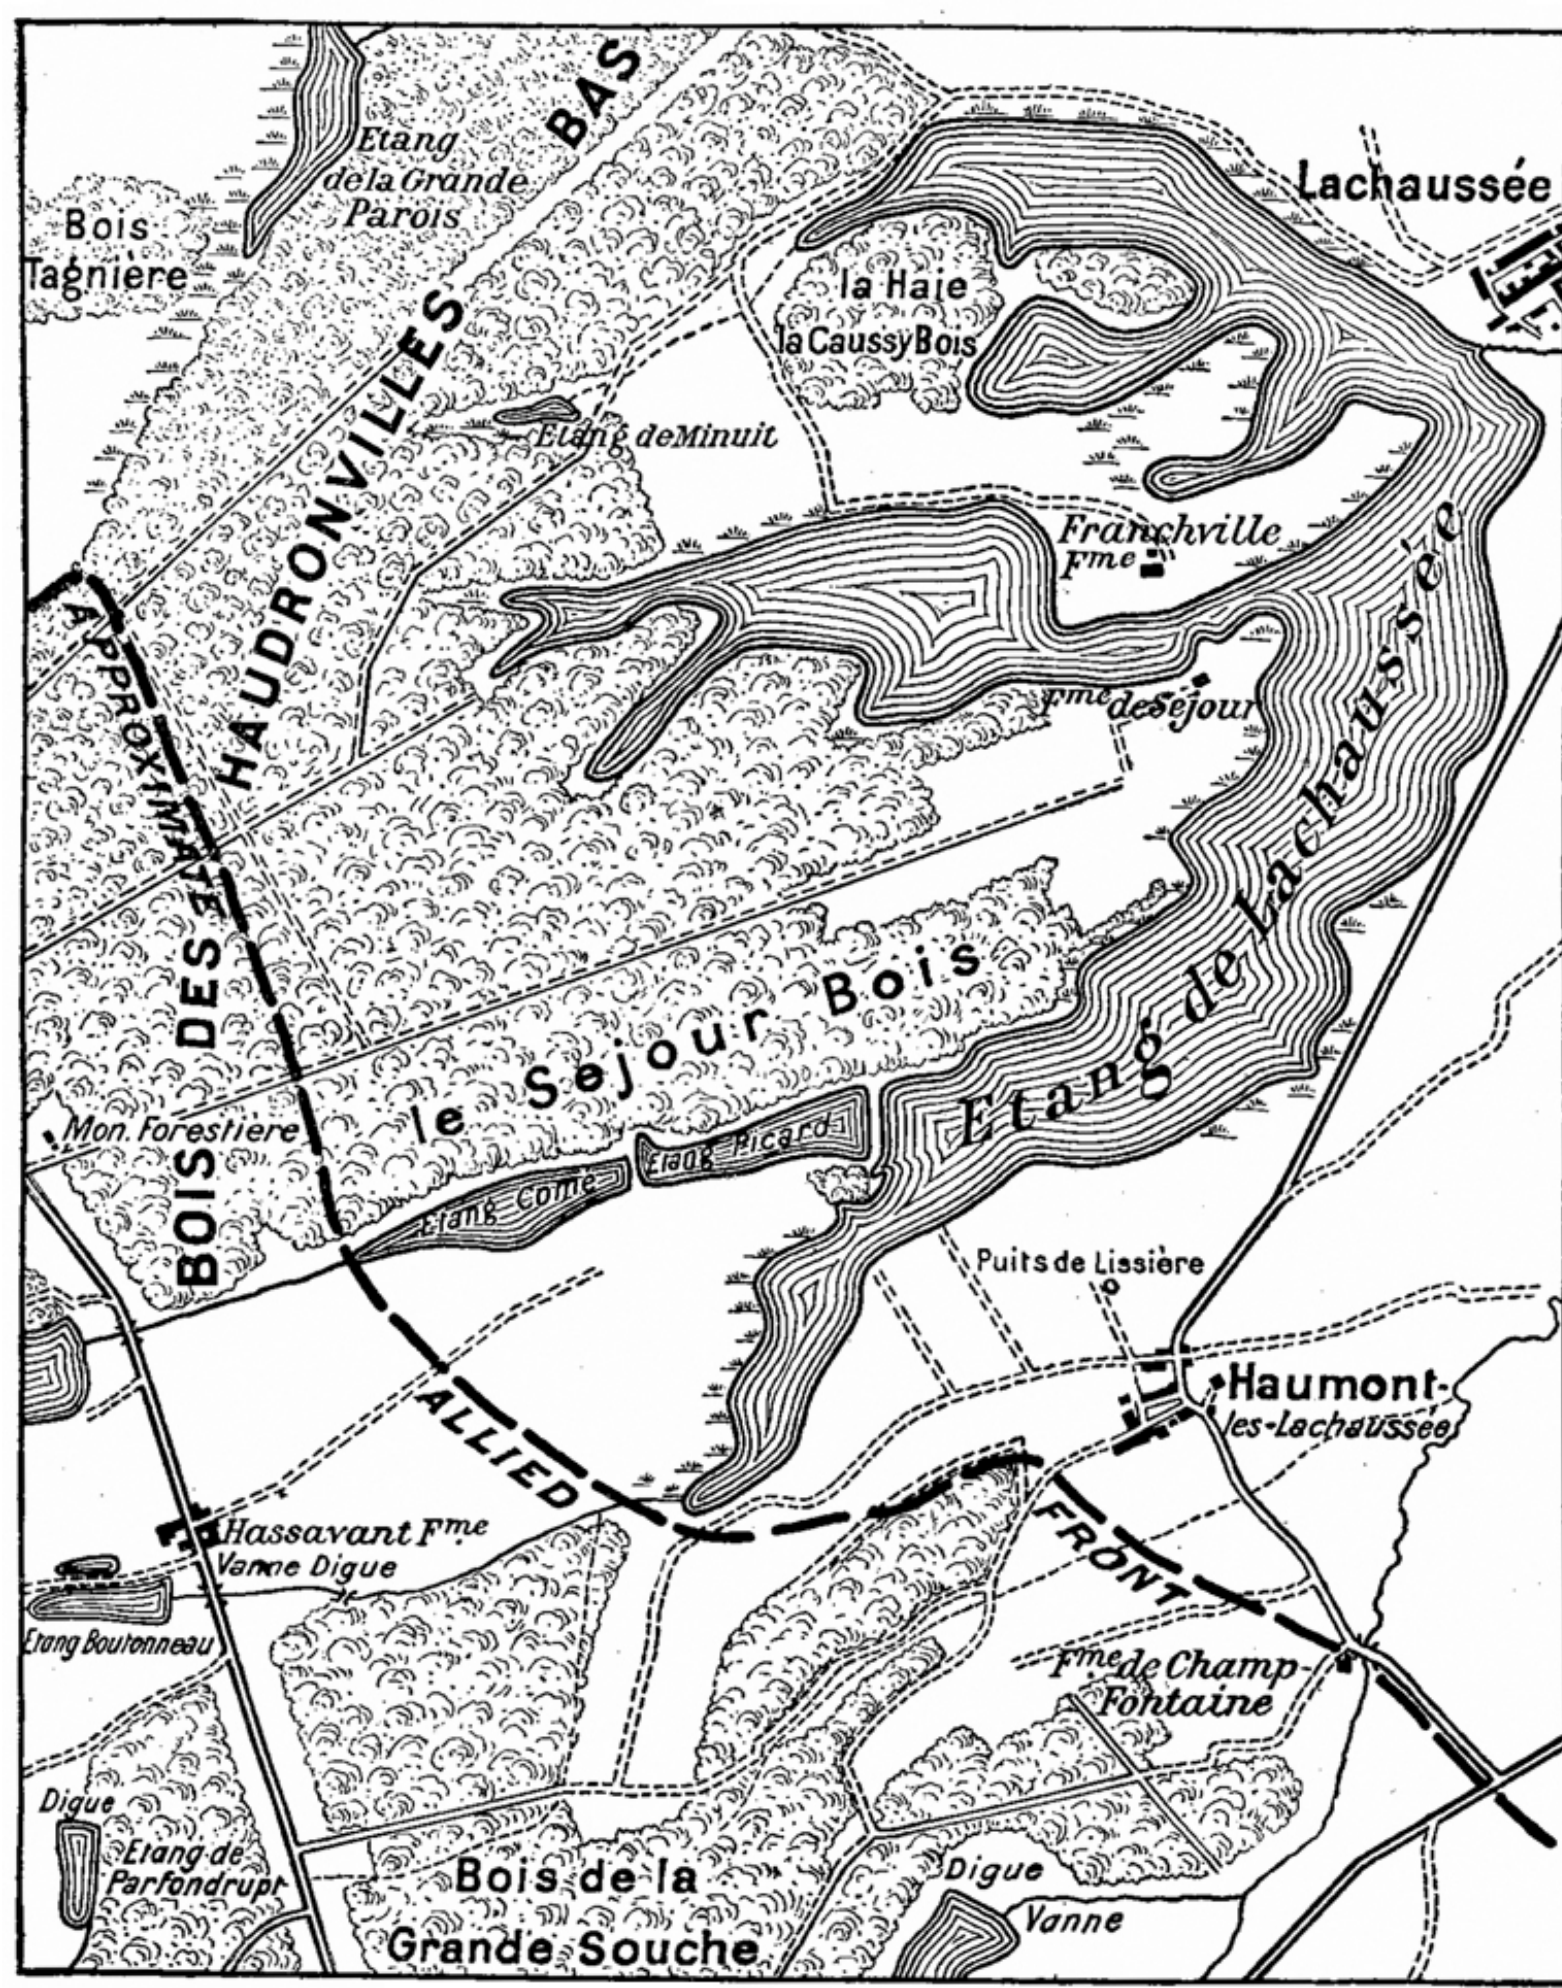 BAS
Etang
de la Grande
Parois
Lachaussée
Bois
Tagnière
la Haie
la Caussy Bois
HAUDRONVILLES
Etang de Minuit
Franchville
Fme
APPROXIMATE
Fme de Sejour
Etang de Lachaussée
BOIS DES
le Sejour Bois
Mon. Forestiere
Etang Picard
Etang Come
Puits de Lissière
Haumont-
les-Lachaussée
ALLIED
FRONT
Hassavant Fme
Vanne Digue
Etang Boutonneau
Fme de Champ-
Fontaine
Digue
Etang de
Parfondrupt
Bois de la
Grande Souche
Digue
Vanne